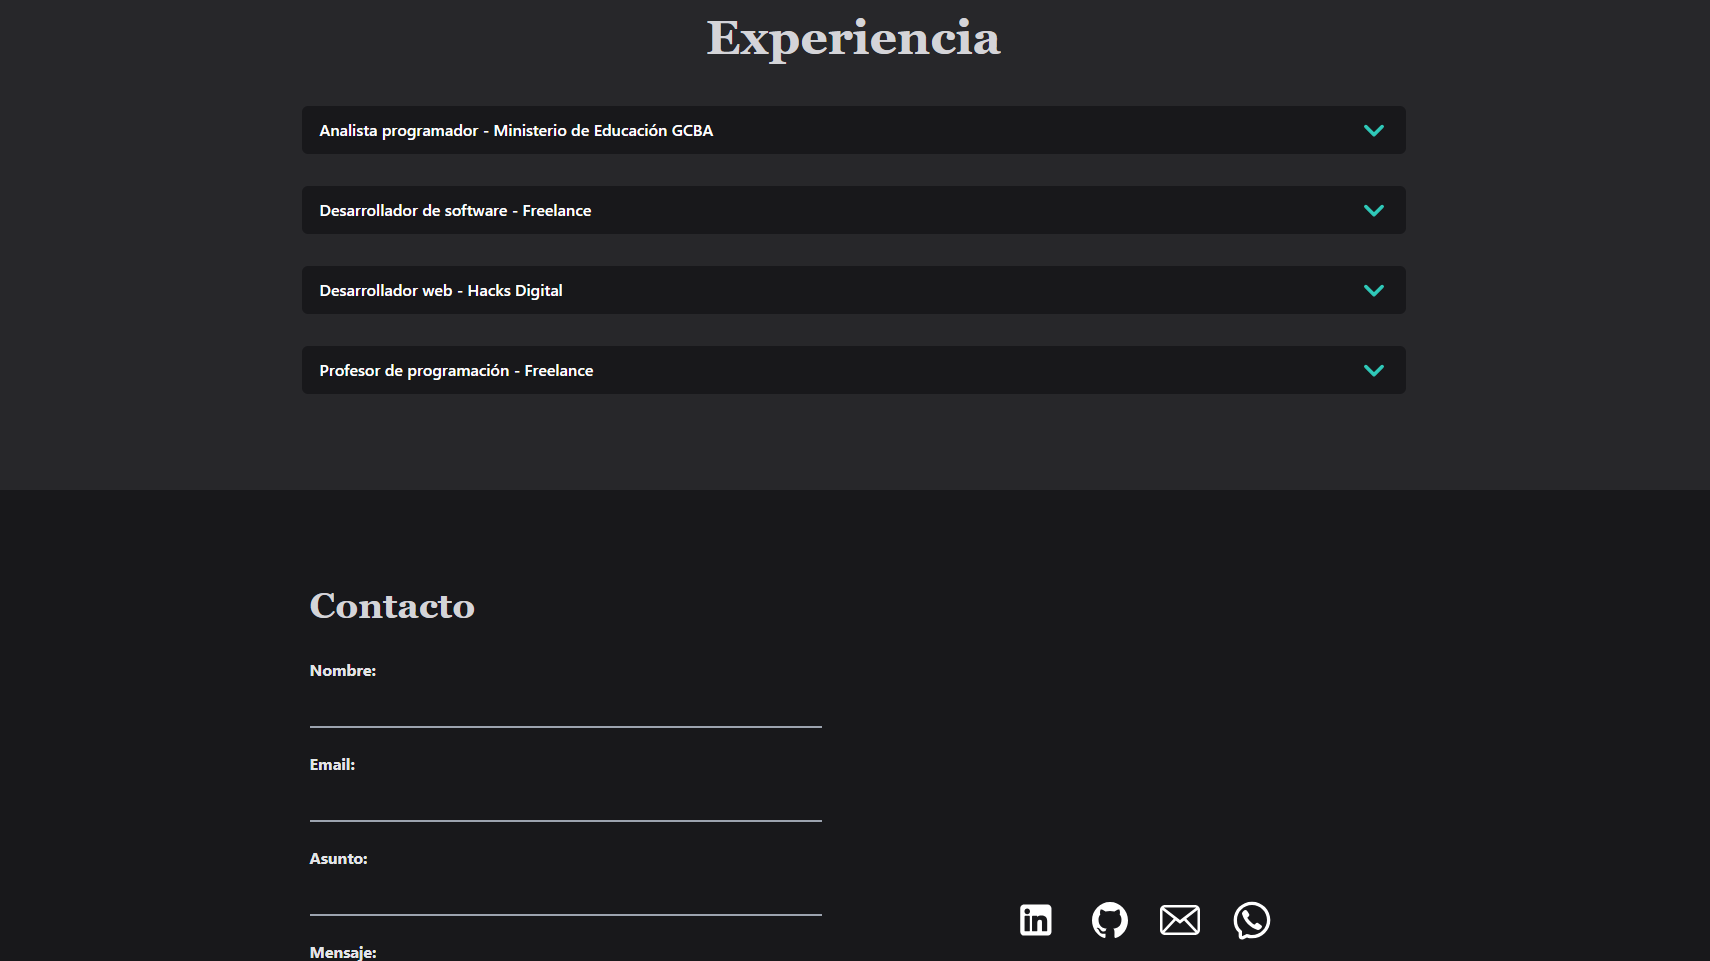 Experiencia
Analista programador - Ministerio de Educación GCBA
Desarrollador de software - Freelance
Desarrollador web - Hacks Digital
Profesor de programación - Freelance
Contacto
Nombre:
Email:
Asunto:
in
Mensaje: